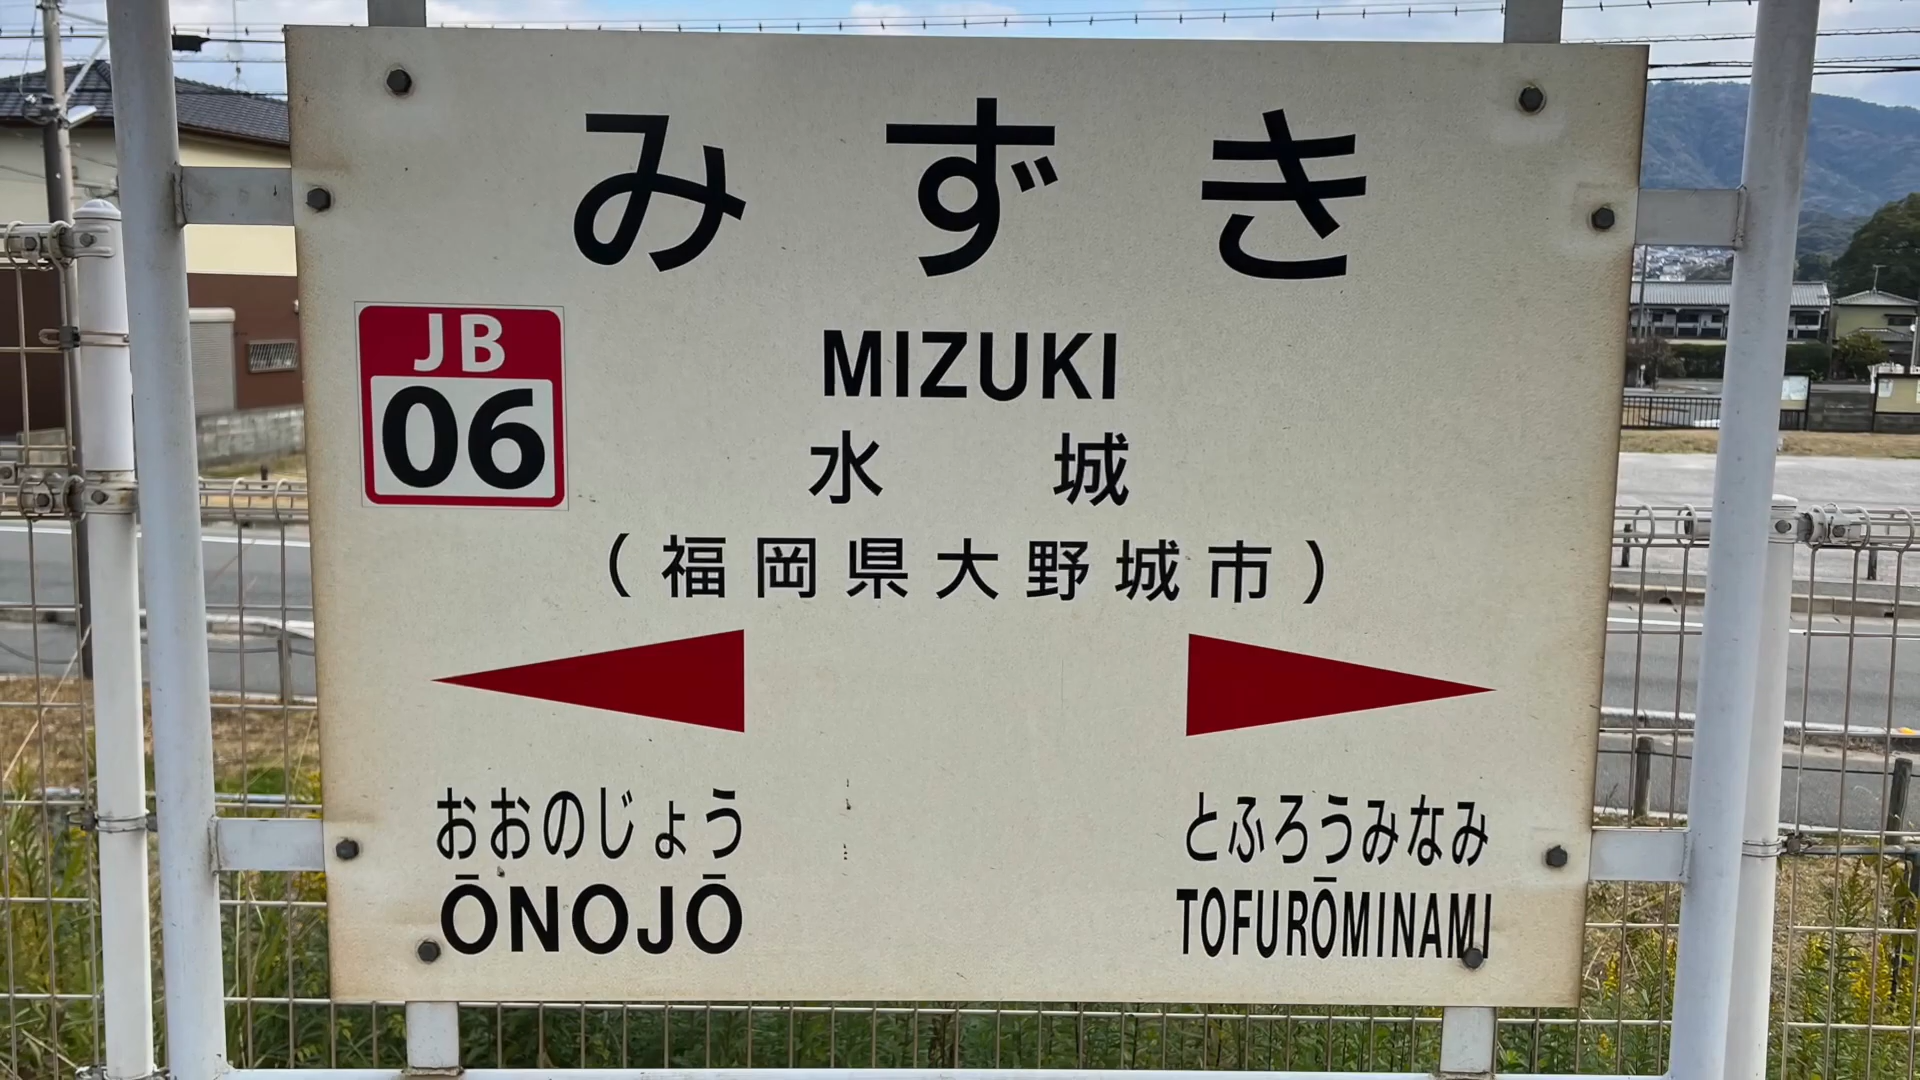 みずき
JB
06
MIZUKI
水城
(福岡県大野城市)
おおのじょう
ŌNOJŌ
とふろうみなみ
TOFURŌMINAMI